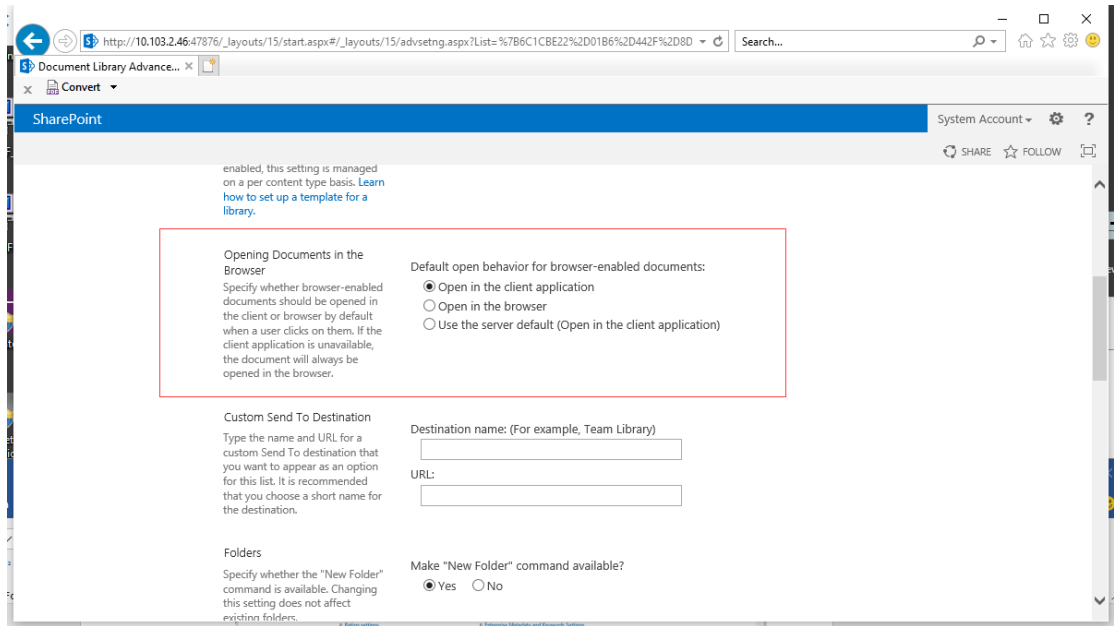 http://10.103.2.46:47876/_layouts/15/start.aspx#/_layouts/15/advsetng.aspx?List=%7B6C1CBE22%2D01B6%2D442F%2D8D
Search...
Document Library Advance...
x Convert
SharePoint
System Account
?
SHARE FOLLOW
enabled, this setting is managed
on a per content type basis. Learn
how to set up a template for a
library.
Opening Documents in the
Browser
Specify whether browser-enabled
documents should be opened in
the client or browser by default
when a user clicks on them. If the
client application is unavailable,
the document will always be
opened in the browser.
Default open behavior for browser-enabled documents:
Open in the client application
Open in the browser
Use the server default (Open in the client application)
Custom Send To Destination
Type the name and URL for a
custom Send To destination that
you want to appear as an option
for this list. It is recommended
that you choose a short name for
the destination.
Destination name: (For example, Team Library)
URL:
Folders
Specify whether the "New Folder"
command is available. Changing
this setting does not affect
existing folders.
Make "New Folder" command available?
Yes No